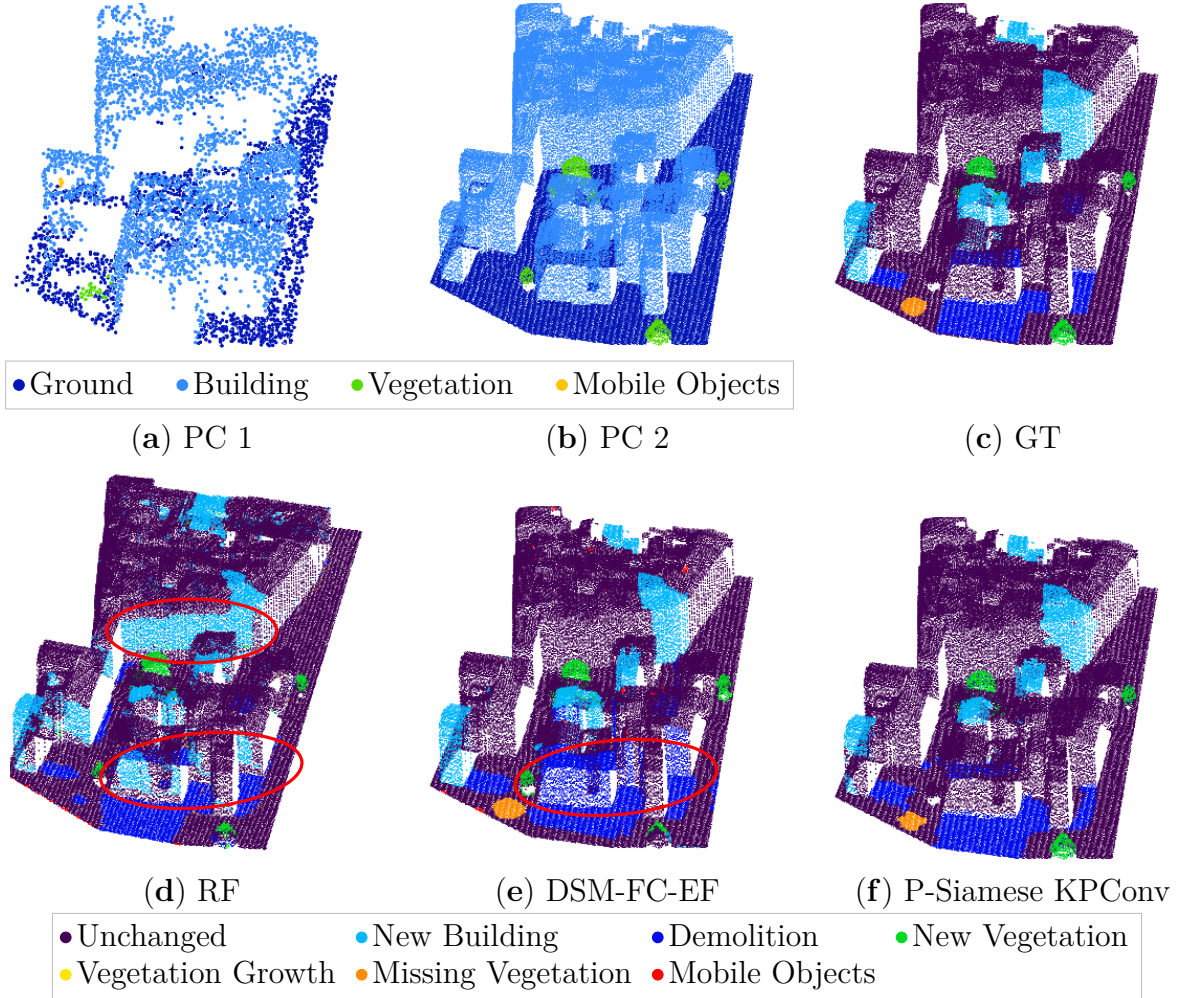 Ground Building Vegetation Mobile Objects
(a) PC 1 (b) PC 2 (c) GT
(d) RF (e) DSM-FC-EF (f) P-Siamese KPConv
Unchanged New Building Demolition New Vegetation
Vegetation Growth Missing Vegetation Mobile Objects